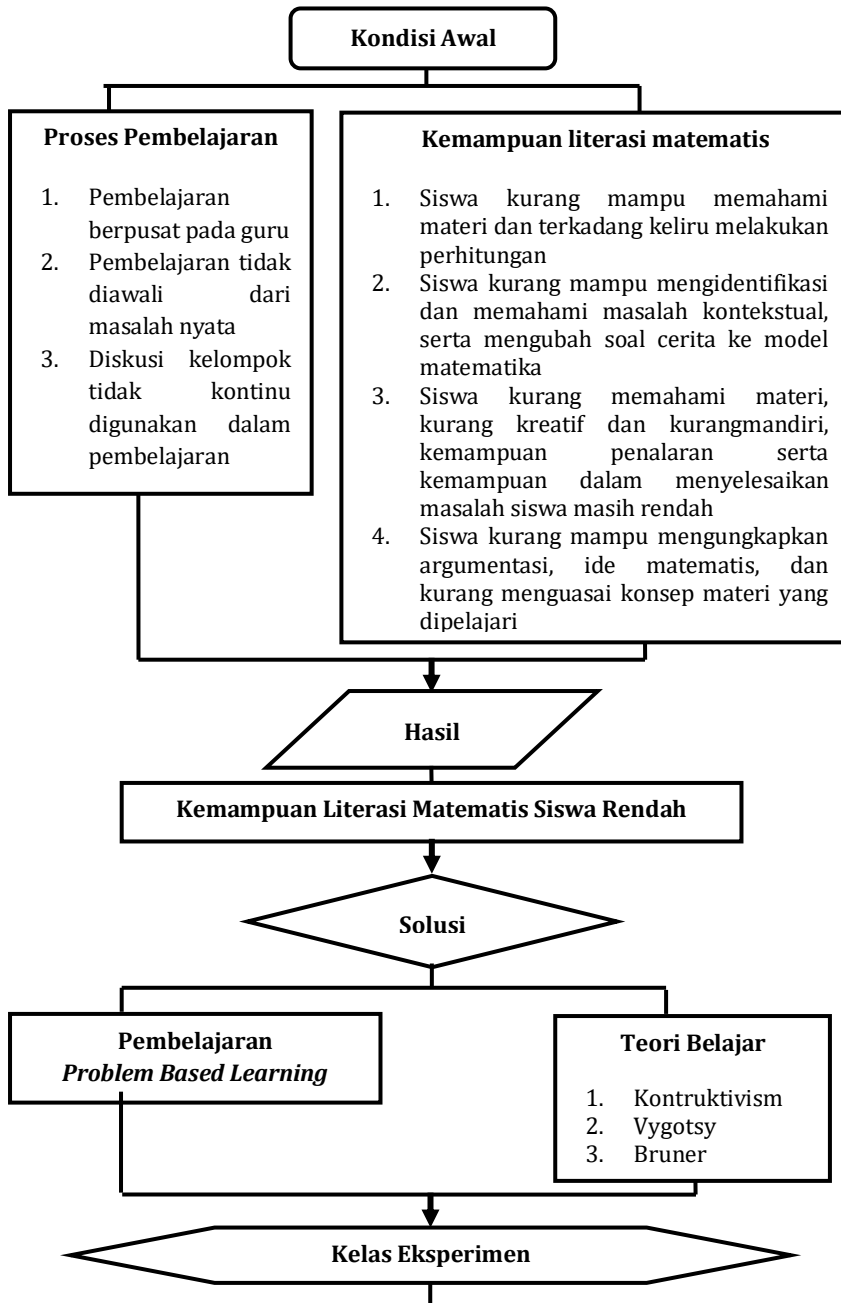 Kondisi Awal
Proses Pembelajaran
1. Pembelajaran
berpusat pada guru
2. Pembelajaran tidak
diawali dari
masalah nyata
3. Diskusi kelompok
tidak kontinu
digunakan dalam
pembelajaran
Kemampuan literasi matematis
1. Siswa kurang mampu memahami
materi dan terkadang keliru melakukan
perhitungan
2. Siswa kurang mampu mengidentifikasi
dan memahami masalah kontekstual,
serta mengubah soal cerita ke model
matematika
3. Siswa kurang memahami materi,
kurang kreatif dan kurangmandiri,
kemampuan penalaran serta
kemampuan dalam menyelesaikan
masalah siswa masih rendah
4. Siswa kurang mampu mengungkapkan
argumentasi, ide matematis, dan
kurang menguasai konsep materi yang
dipelajari
Hasil
Kemampuan Literasi Matematis Siswa Rendah
Solusi
Pembelajaran
Problem Based Learning
Teori Belajar
1. Kontruktivism
2. Vygotsy
3. Bruner
Kelas Eksperimen